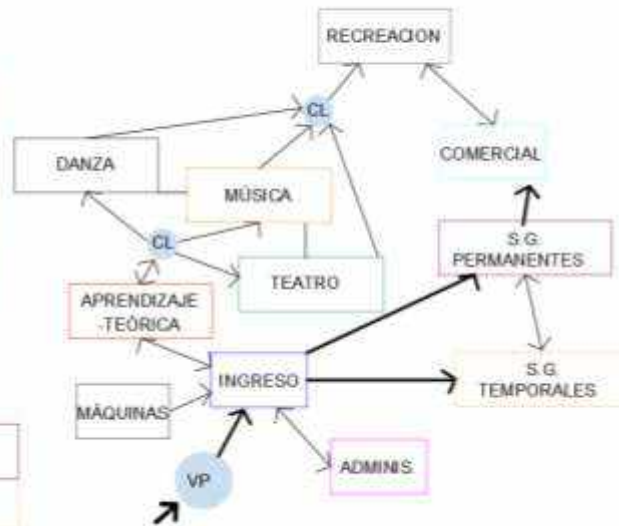 RECREACION
CL
COMERCIAL
DANZA
MÚSICA
S.G.
PERMANENTES
CL
TEATRO
APRENDIZAJE
-TEÓRICA
INGRESO
S.G.
TEMPORALES
MÁQUINAS
ADMINIS.
VP